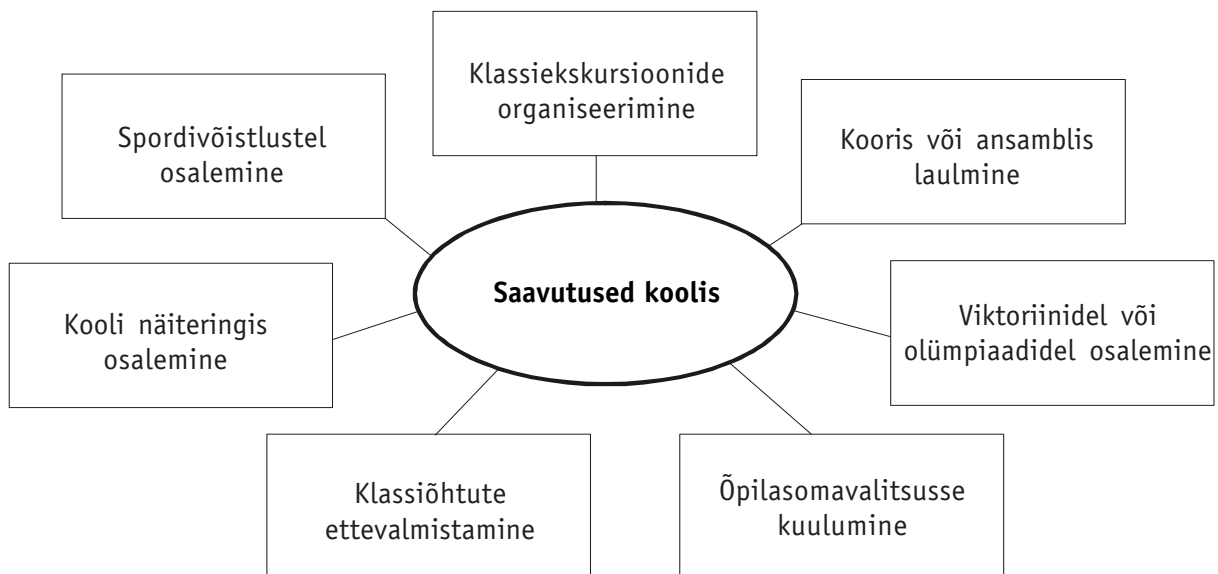 Klassiekskursioonide
organiseerimine
Spordivõistlustel
osalemine
Kooris või ansamblis
laulmine
Saavutused koolis
Kooli näiteringis
osalemine
Viktoriinidel või
olümpiaadidel osalemine
Klassiõhtute
ettevalmistamine
Õpilasomavalitsusse
kuulumine